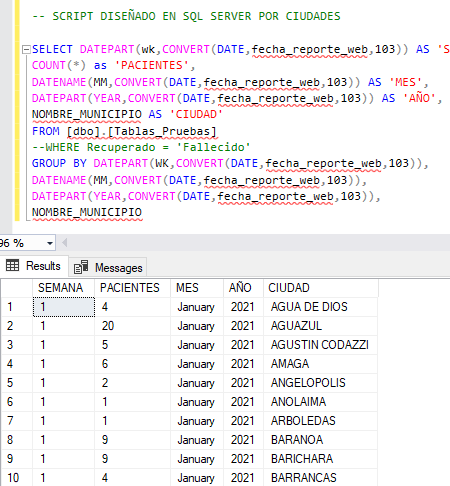 -- SCRIPT DISEÑADO EN SQL SERVER POR CIUDADES
SELECT DATEPART(wk,CONVERT(DATE,fecha_reporte_web,103)) AS 'S
COUNT(*) as 'PACIENTES',
DATENAME(MM,CONVERT(DATE,fecha_reporte_web,103)) AS 'MES',
DATEPART(YEAR,CONVERT(DATE,fecha_reporte_web,103)) AS 'AÑO',
NOMBRE_MUNICIPIO AS 'CIUDAD'
FROM [dbo].[Tablas_Pruebas]
--WHERE Recuperado = 'Fallecido'
GROUP BY DATEPART(WK,CONVERT(DATE,fecha_reporte_web,103)),
DATENAME(MM,CONVERT(DATE,fecha_reporte_web,103)),
DATEPART(YEAR,CONVERT(DATE,fecha_reporte_web,103)),
NOMBRE_MUNICIPIO
96 %
Results Messages
SEMANA PACIENTES MES AÑO CIUDAD
1 1 4 January 2021 AGUA DE DIOS
2 1 20 January 2021 AGUAZUL
3 1 5 January 2021 AGUSTIN CODAZZI
4 1 6 January 2021 AMAGA
5 1 2 January 2021 ANGELOPOLIS
6 1 1 January 2021 ANOLAIMA
7 1 1 January 2021 ARBOLEDAS
8 1 9 January 2021 BARANOA
9 1 9 January 2021 BARICHARA
10 1 4 January 2021 BARRANCAS